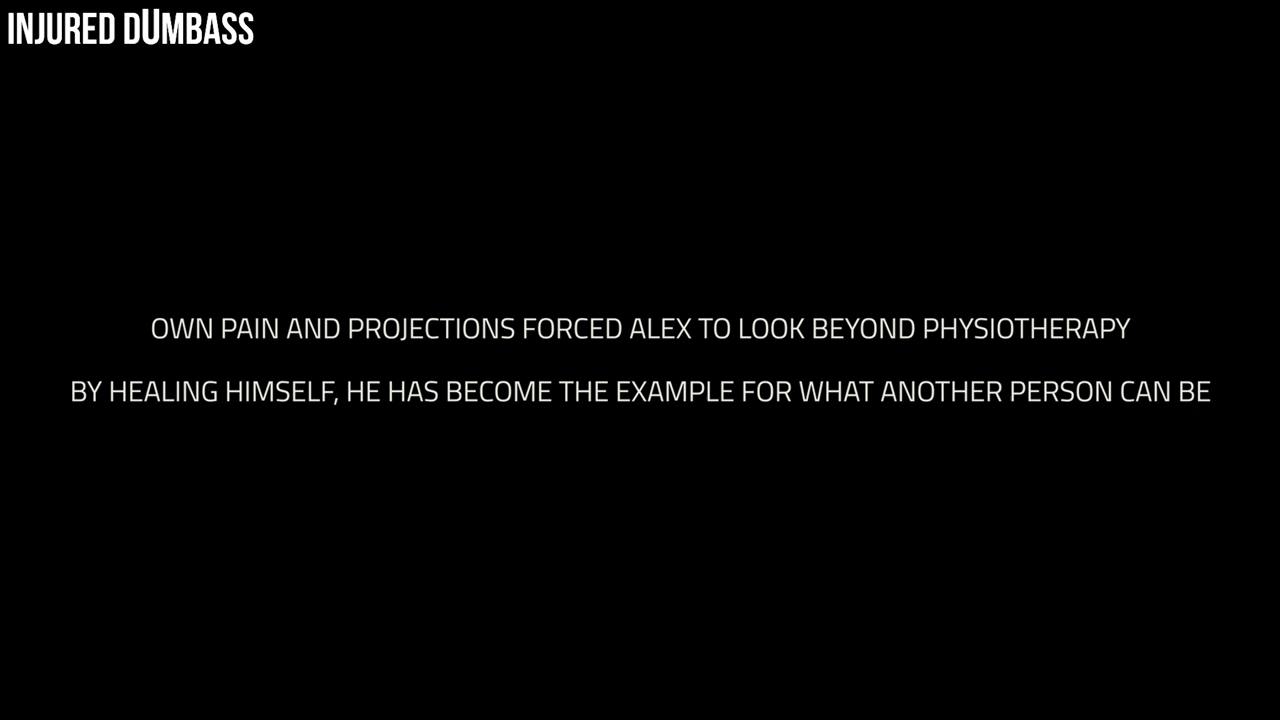 INJURED DUMBASS
OWN PAIN AND PROJECTIONS FORCED ALEX TO LOOK BEYOND PHYSIOTHERAPY
BY HEALING HIMSELF, HE HAS BECOME THE EXAMPLE FOR WHAT ANOTHER PERSON CAN BE